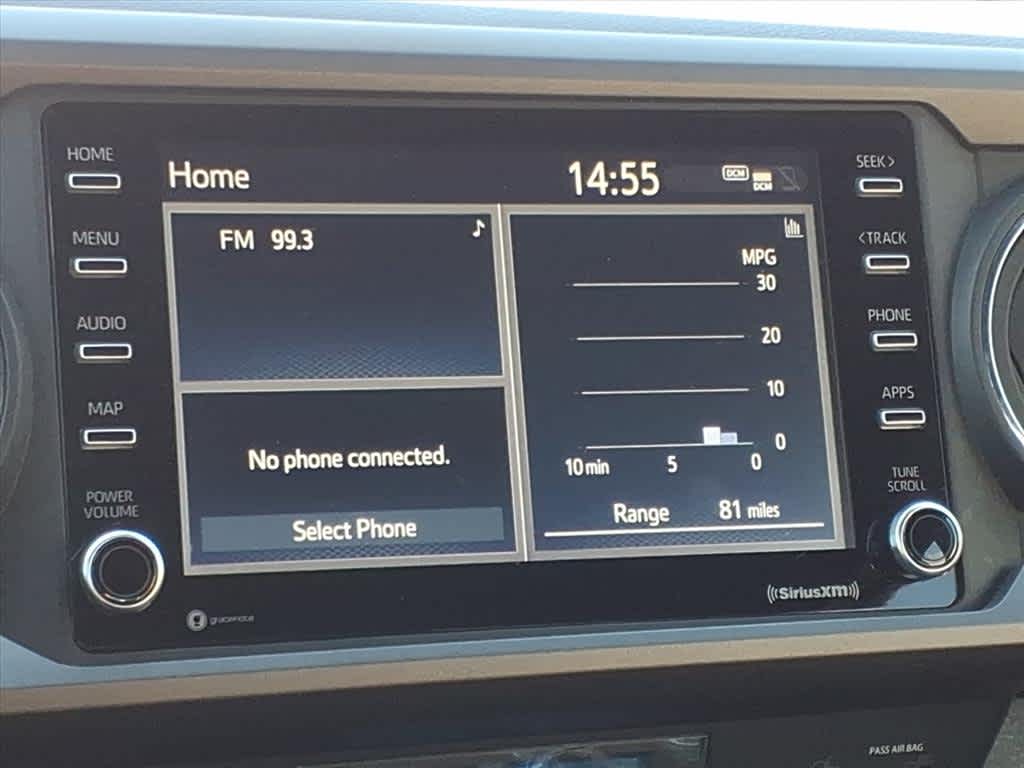 HOME
MENU
AUDIO
MAP
POWER
VOLUME
Home
14:55
DCM
DCM
FM 99.3
No phone connected.
Select Phone
MPG
30
20
10
0
10 min 5 0
Range 81 miles
SEEK >
< TRACK
PHONE
APPS
TUNE
SCROLL
gracenote
((SiriusXM))
PASS AIR BAG